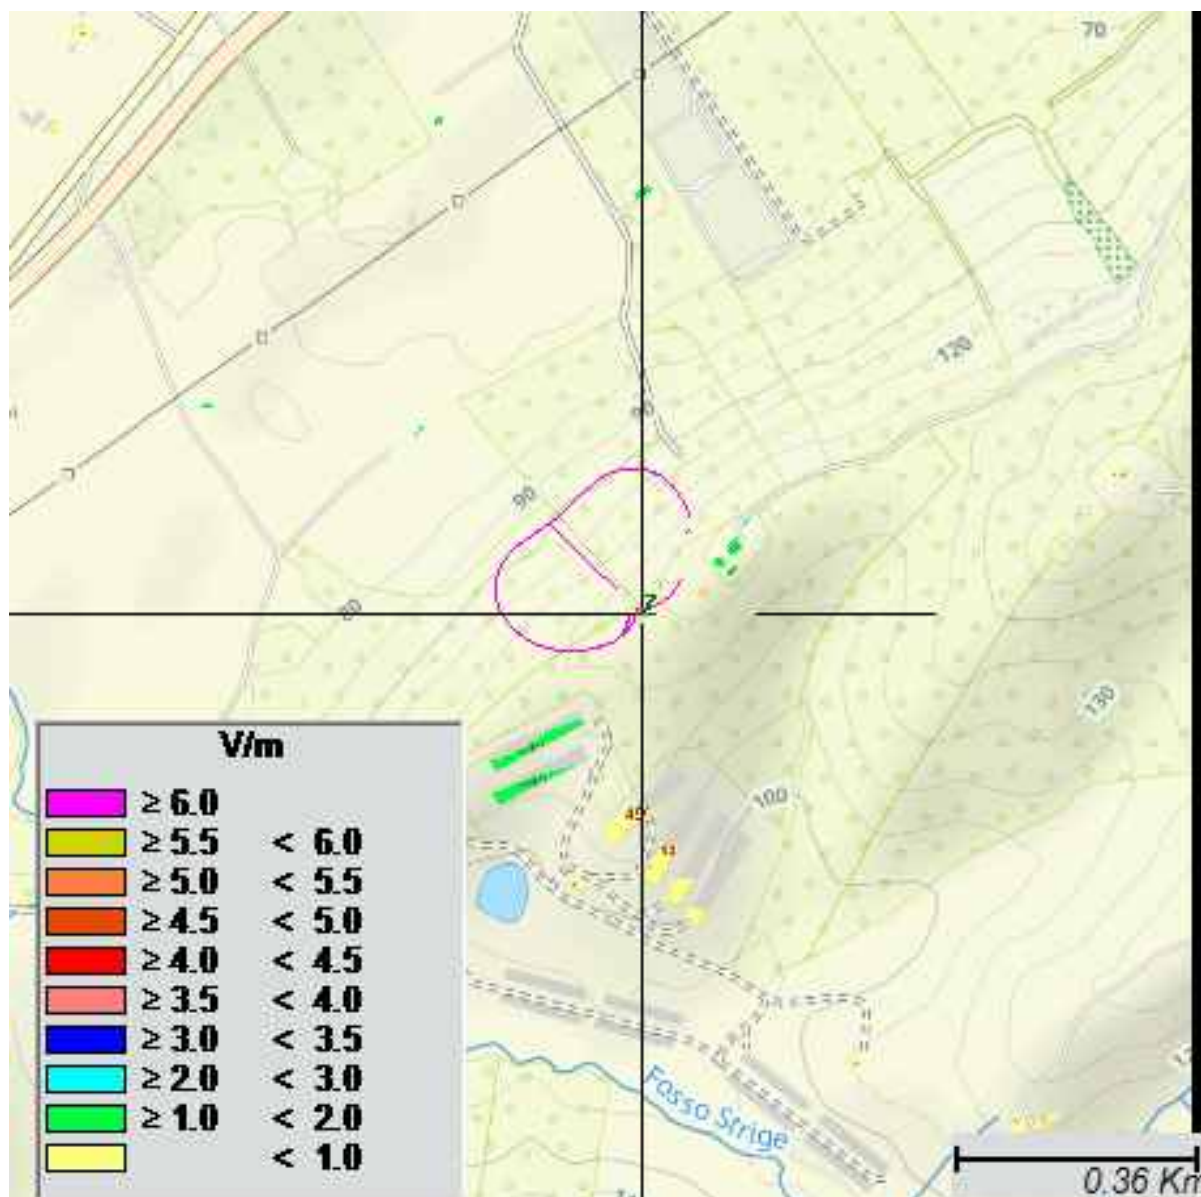 70
120
90
90
80
Z
130
100
V/m
≥ 6.0
≥ 5.5 < 6.0
≥ 5.0 < 5.5
≥ 4.5 < 5.0
≥ 4.0 < 4.5
≥ 3.5 < 4.0
≥ 3.0 < 3.5
≥ 2.0 < 3.0
≥ 1.0 < 2.0
< 1.0
Fosso Strige
0.36 Kn